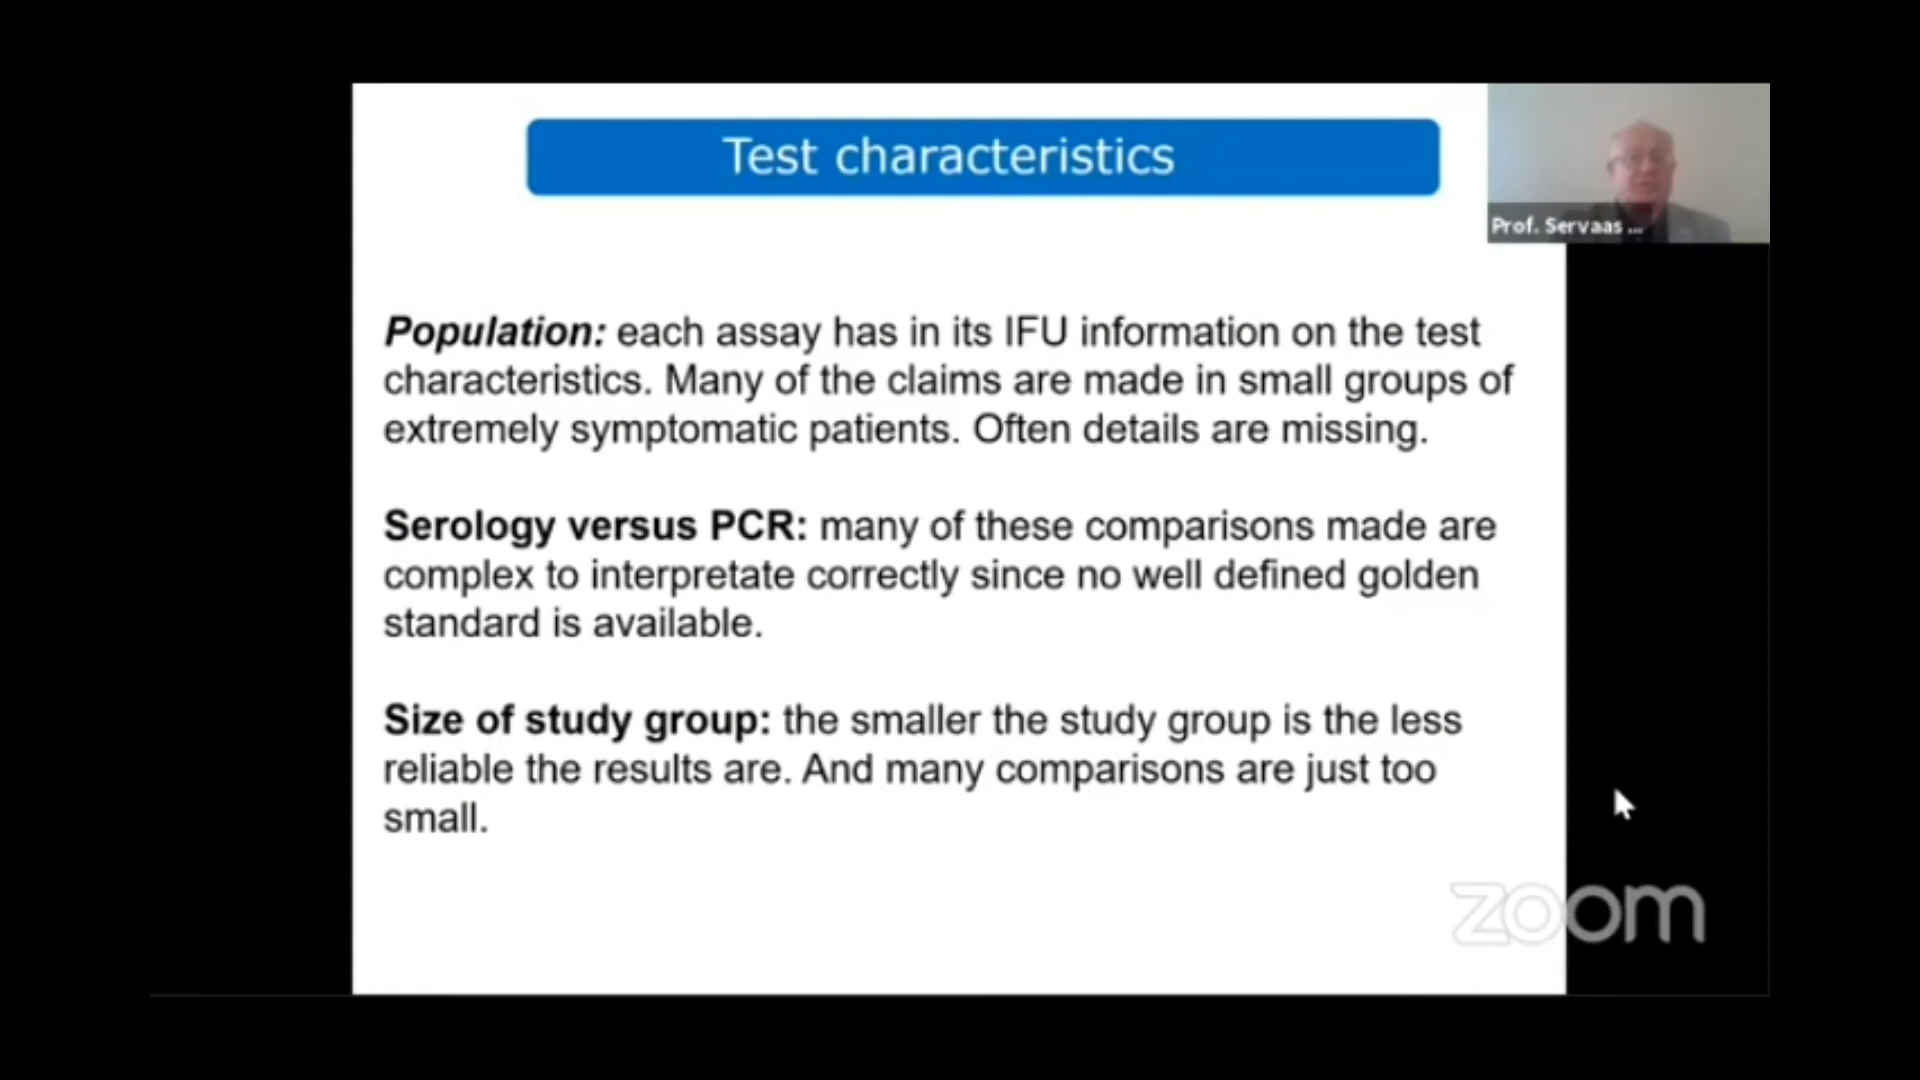 Test characteristics
Prof. Servaas ...
Population: each assay has in its IFU information on the test
characteristics. Many of the claims are made in small groups of
extremely symptomatic patients. Often details are missing.
Serology versus PCR: many of these comparisons made are
complex to interpretate correctly since no well defined golden
standard is available.
Size of study group: the smaller the study group is the less
reliable the results are. And many comparisons are just too
small.
zoom